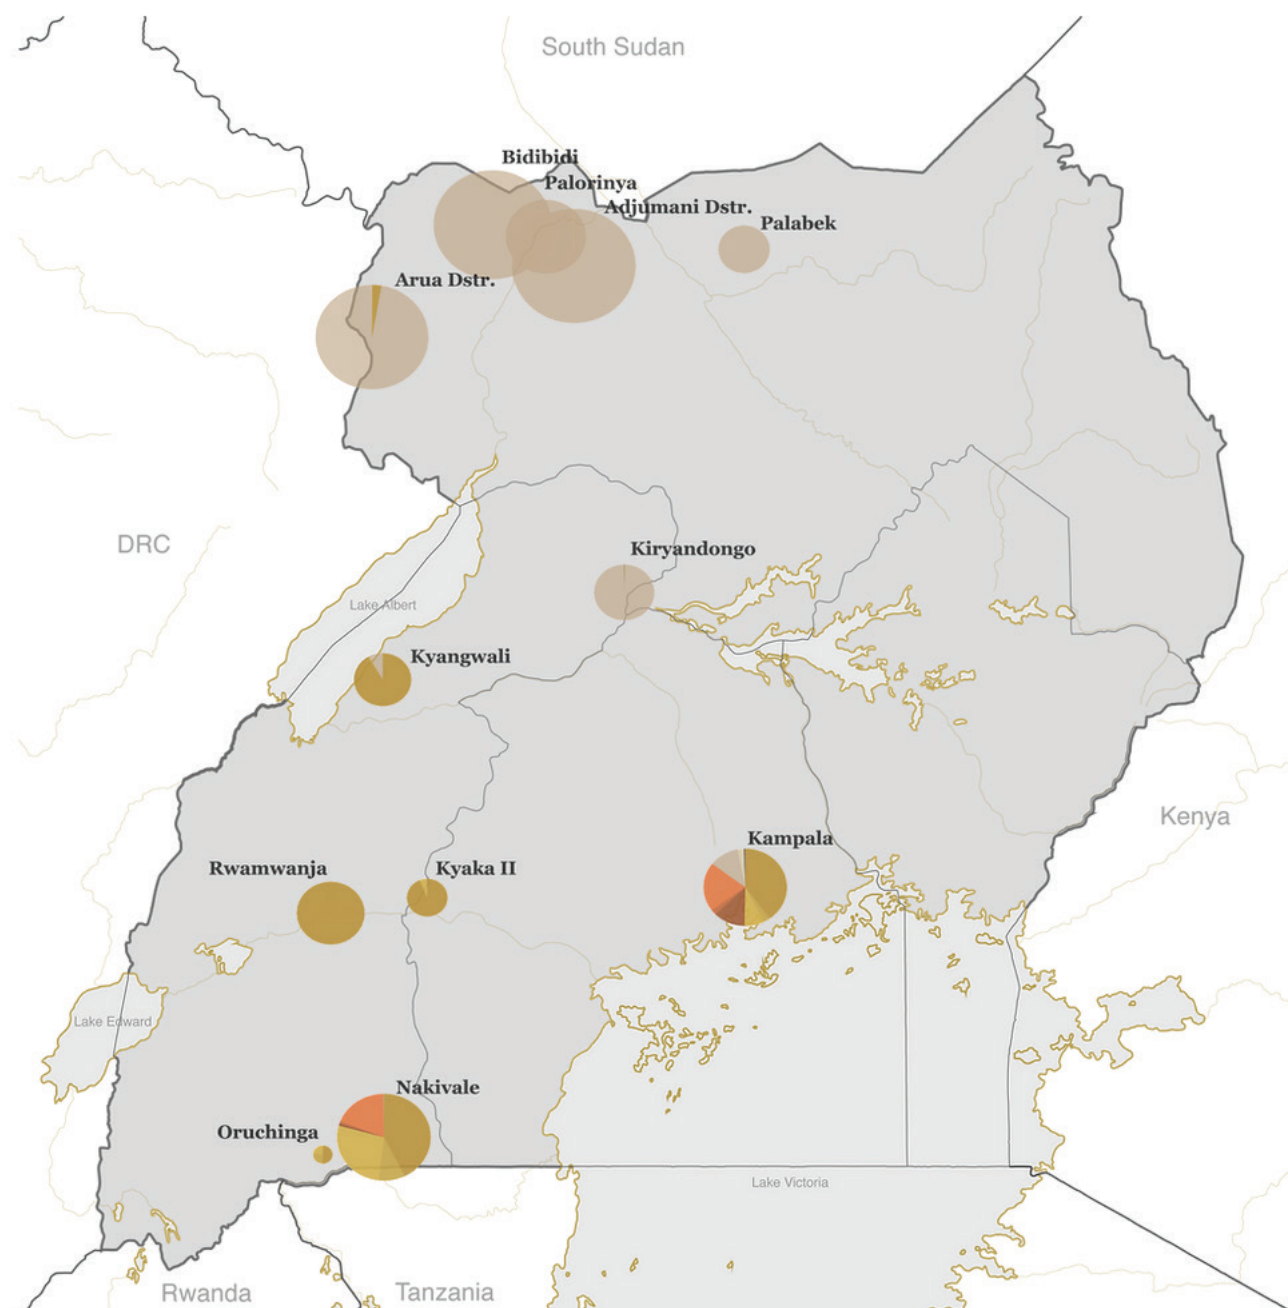 South Sudan
Bidibidi
Palorinya
Adjumani Dstr.
Palabek
Arua Dstr.
DRC
Kiryandongo
Lake Albert
Kyangwali
Kenya
Kampala
Rwamwanja
Kyaka II
Lake Edward
Nakivale
Oruchinga
Lake Victoria
Rwanda
Tanzania